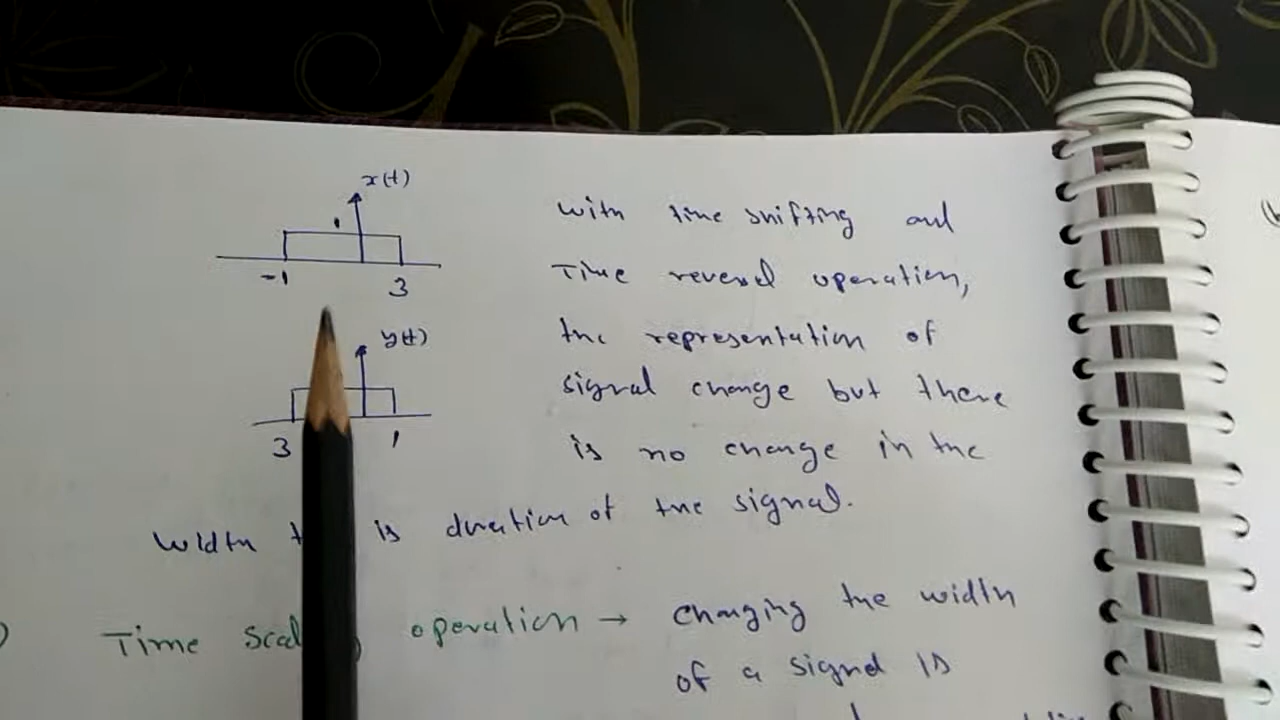 x(t)
1
-1 3
y(t)
3 1
with time shifting and
Time reversal operation,
the representation of
signal change but there
is no change in the
width is duration of the signal.
Time operation → changing the width
of a signal is